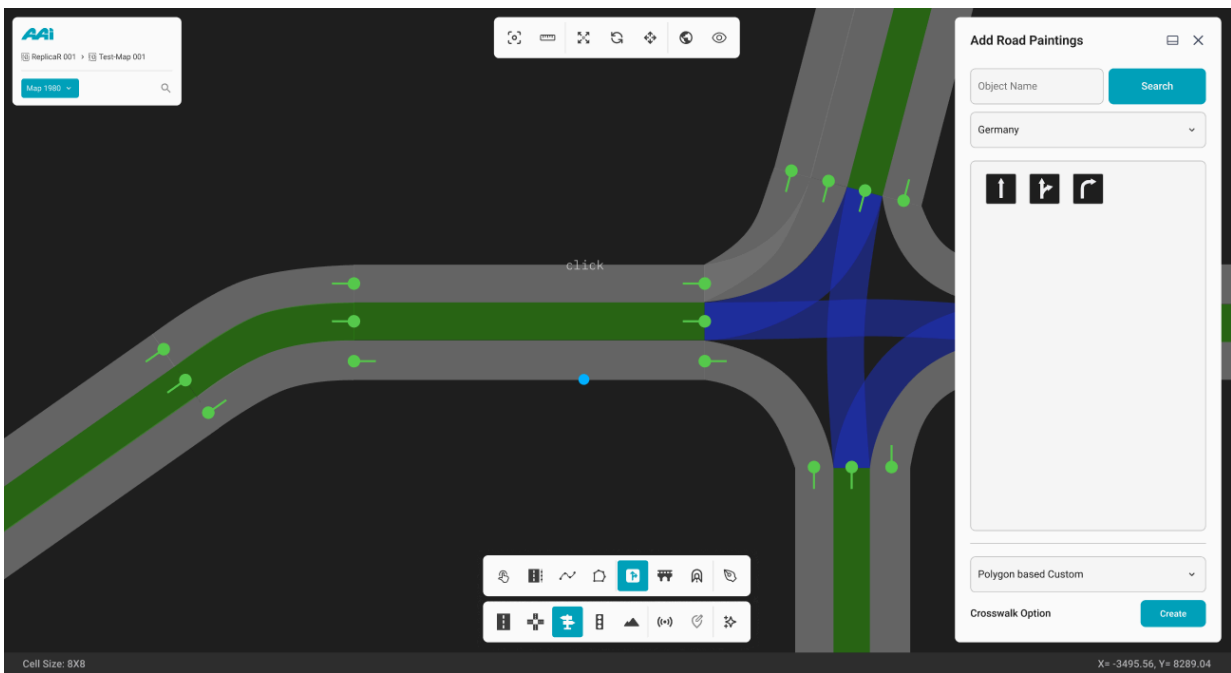 AAi
ReplicaR 001 > Test-Map 001
Map 1980
click
Add Road Paintings
Object Name
Search
Germany
Polygon based Custom
Crosswalk Option
Create
Cell Size: 8X8
X= -3495.56, Y= 8289.04